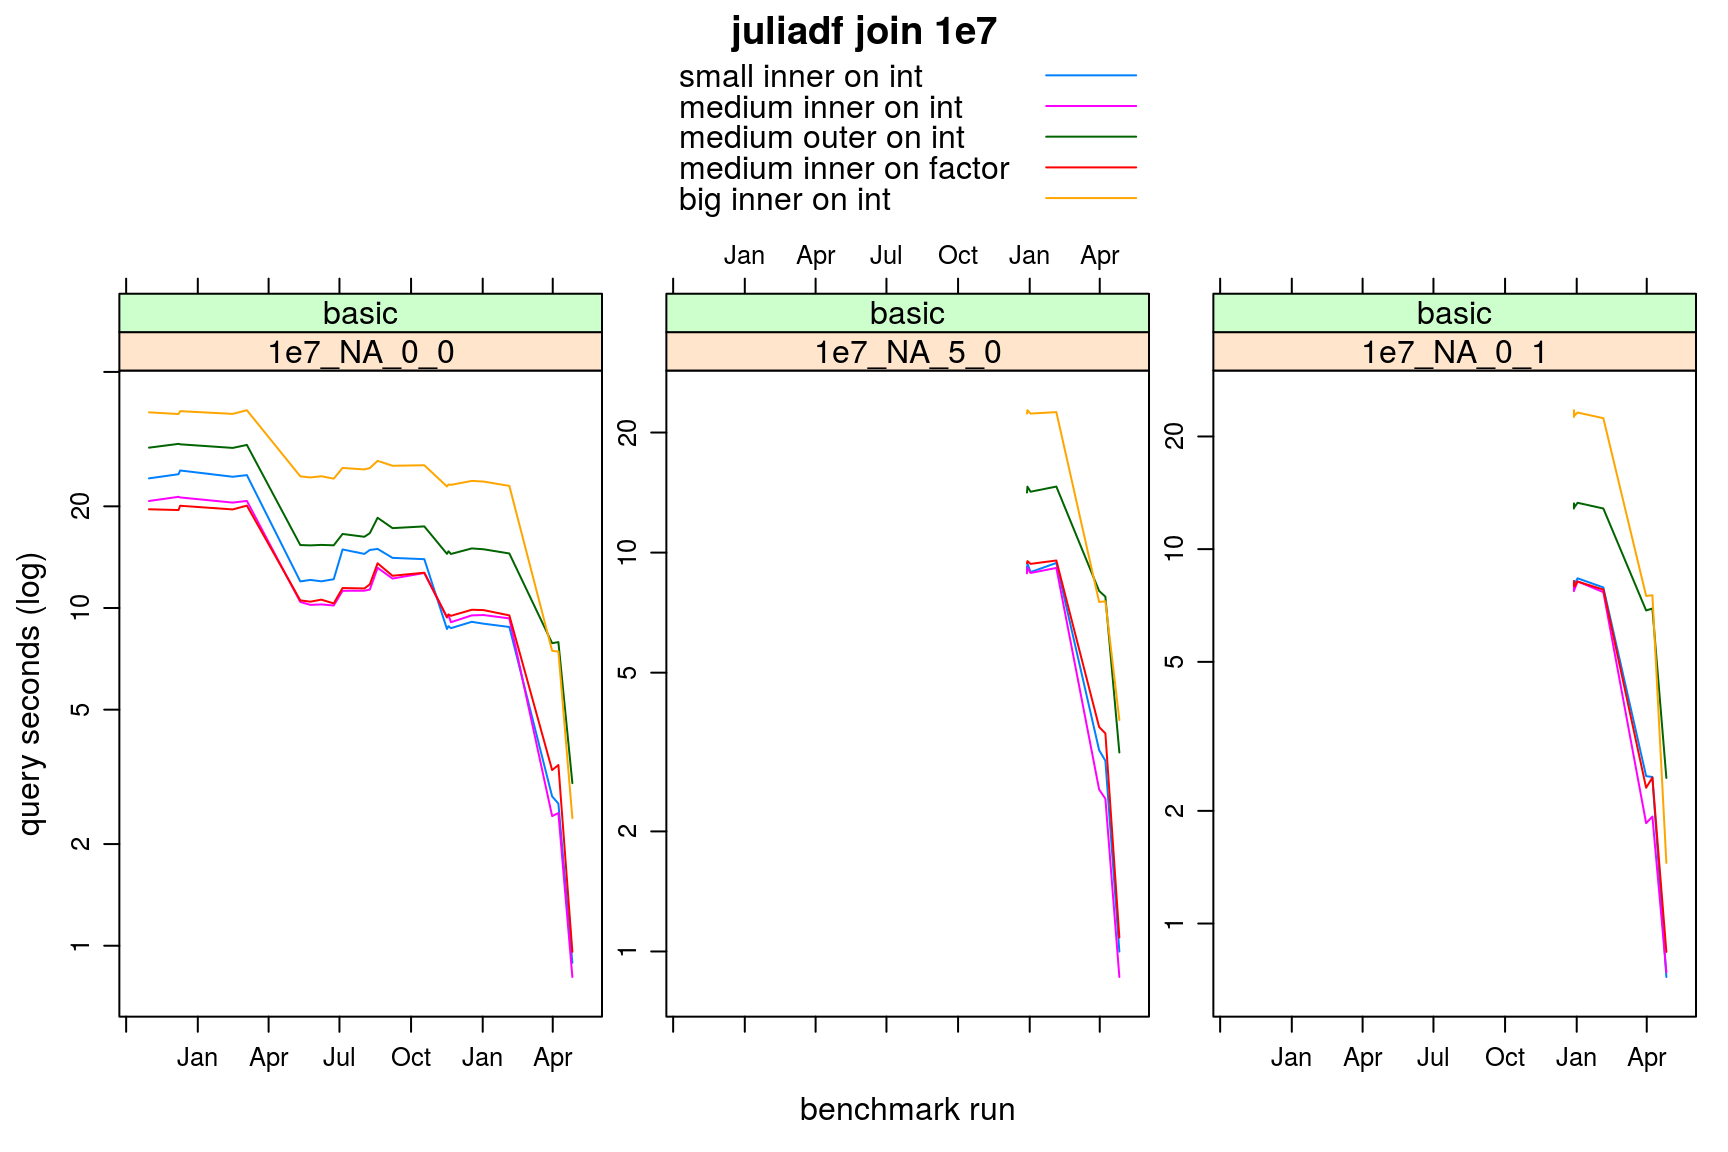 juliadf join 1e7
small inner on int
medium inner on int
medium outer on int
medium inner on factor
big inner on int
Jan Apr Jul Oct Jan Apr
basic basic basic
1e7_NA_0_0 1e7_NA_5_0 1e7_NA_0_1
query seconds (log)
20 10 5 2 1
20 10 5 2 1
20 10 5 2 1
Jan Apr Jul Oct Jan Apr
Jan Apr Jul Oct Jan Apr
benchmark run